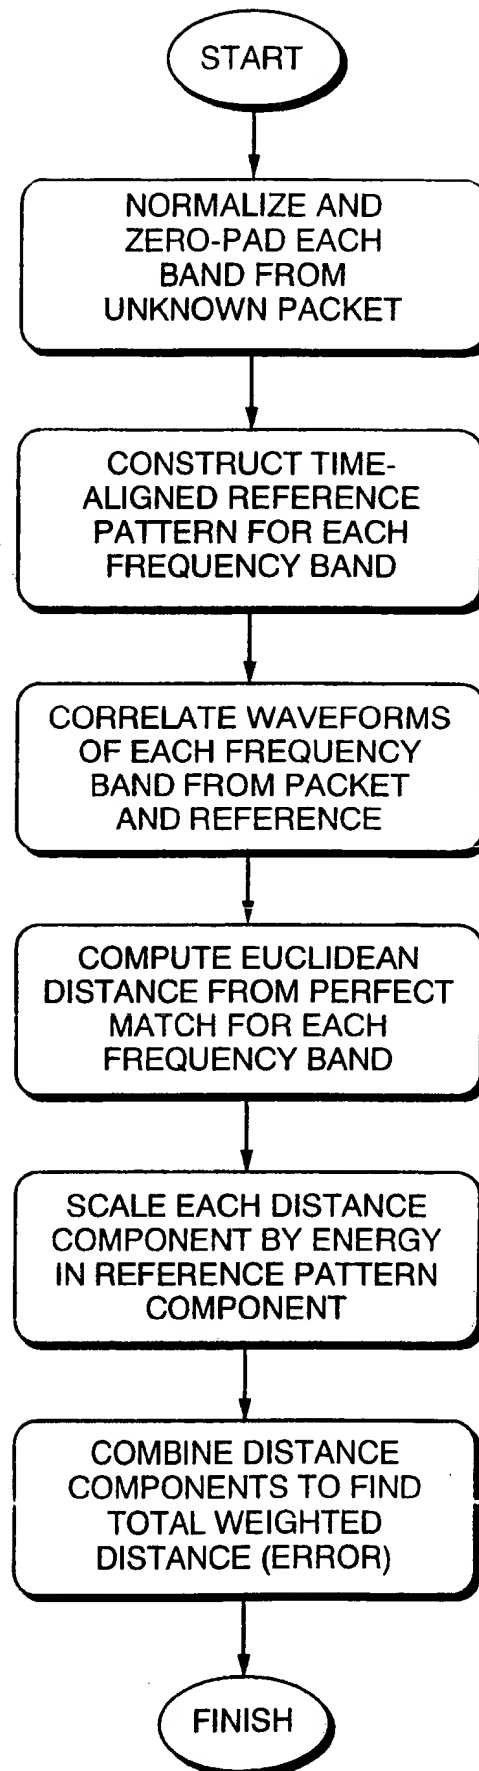 START
NORMALIZE AND
ZERO-PAD EACH
BAND FROM
UNKNOWN PACKET
CONSTRUCT TIME-
ALIGNED REFERENCE
PATTERN FOR EACH
FREQUENCY BAND
CORRELATE WAVEFORMS
OF EACH FREQUENCY
BAND FROM PACKET
AND REFERENCE
COMPUTE EUCLIDEAN
DISTANCE FROM PERFECT
MATCH FOR EACH
FREQUENCY BAND
SCALE EACH DISTANCE
COMPONENT BY ENERGY
IN REFERENCE PATTERN
COMPONENT
COMBINE DISTANCE
COMPONENTS TO FIND
TOTAL WEIGHTED
DISTANCE (ERROR)
FINISH